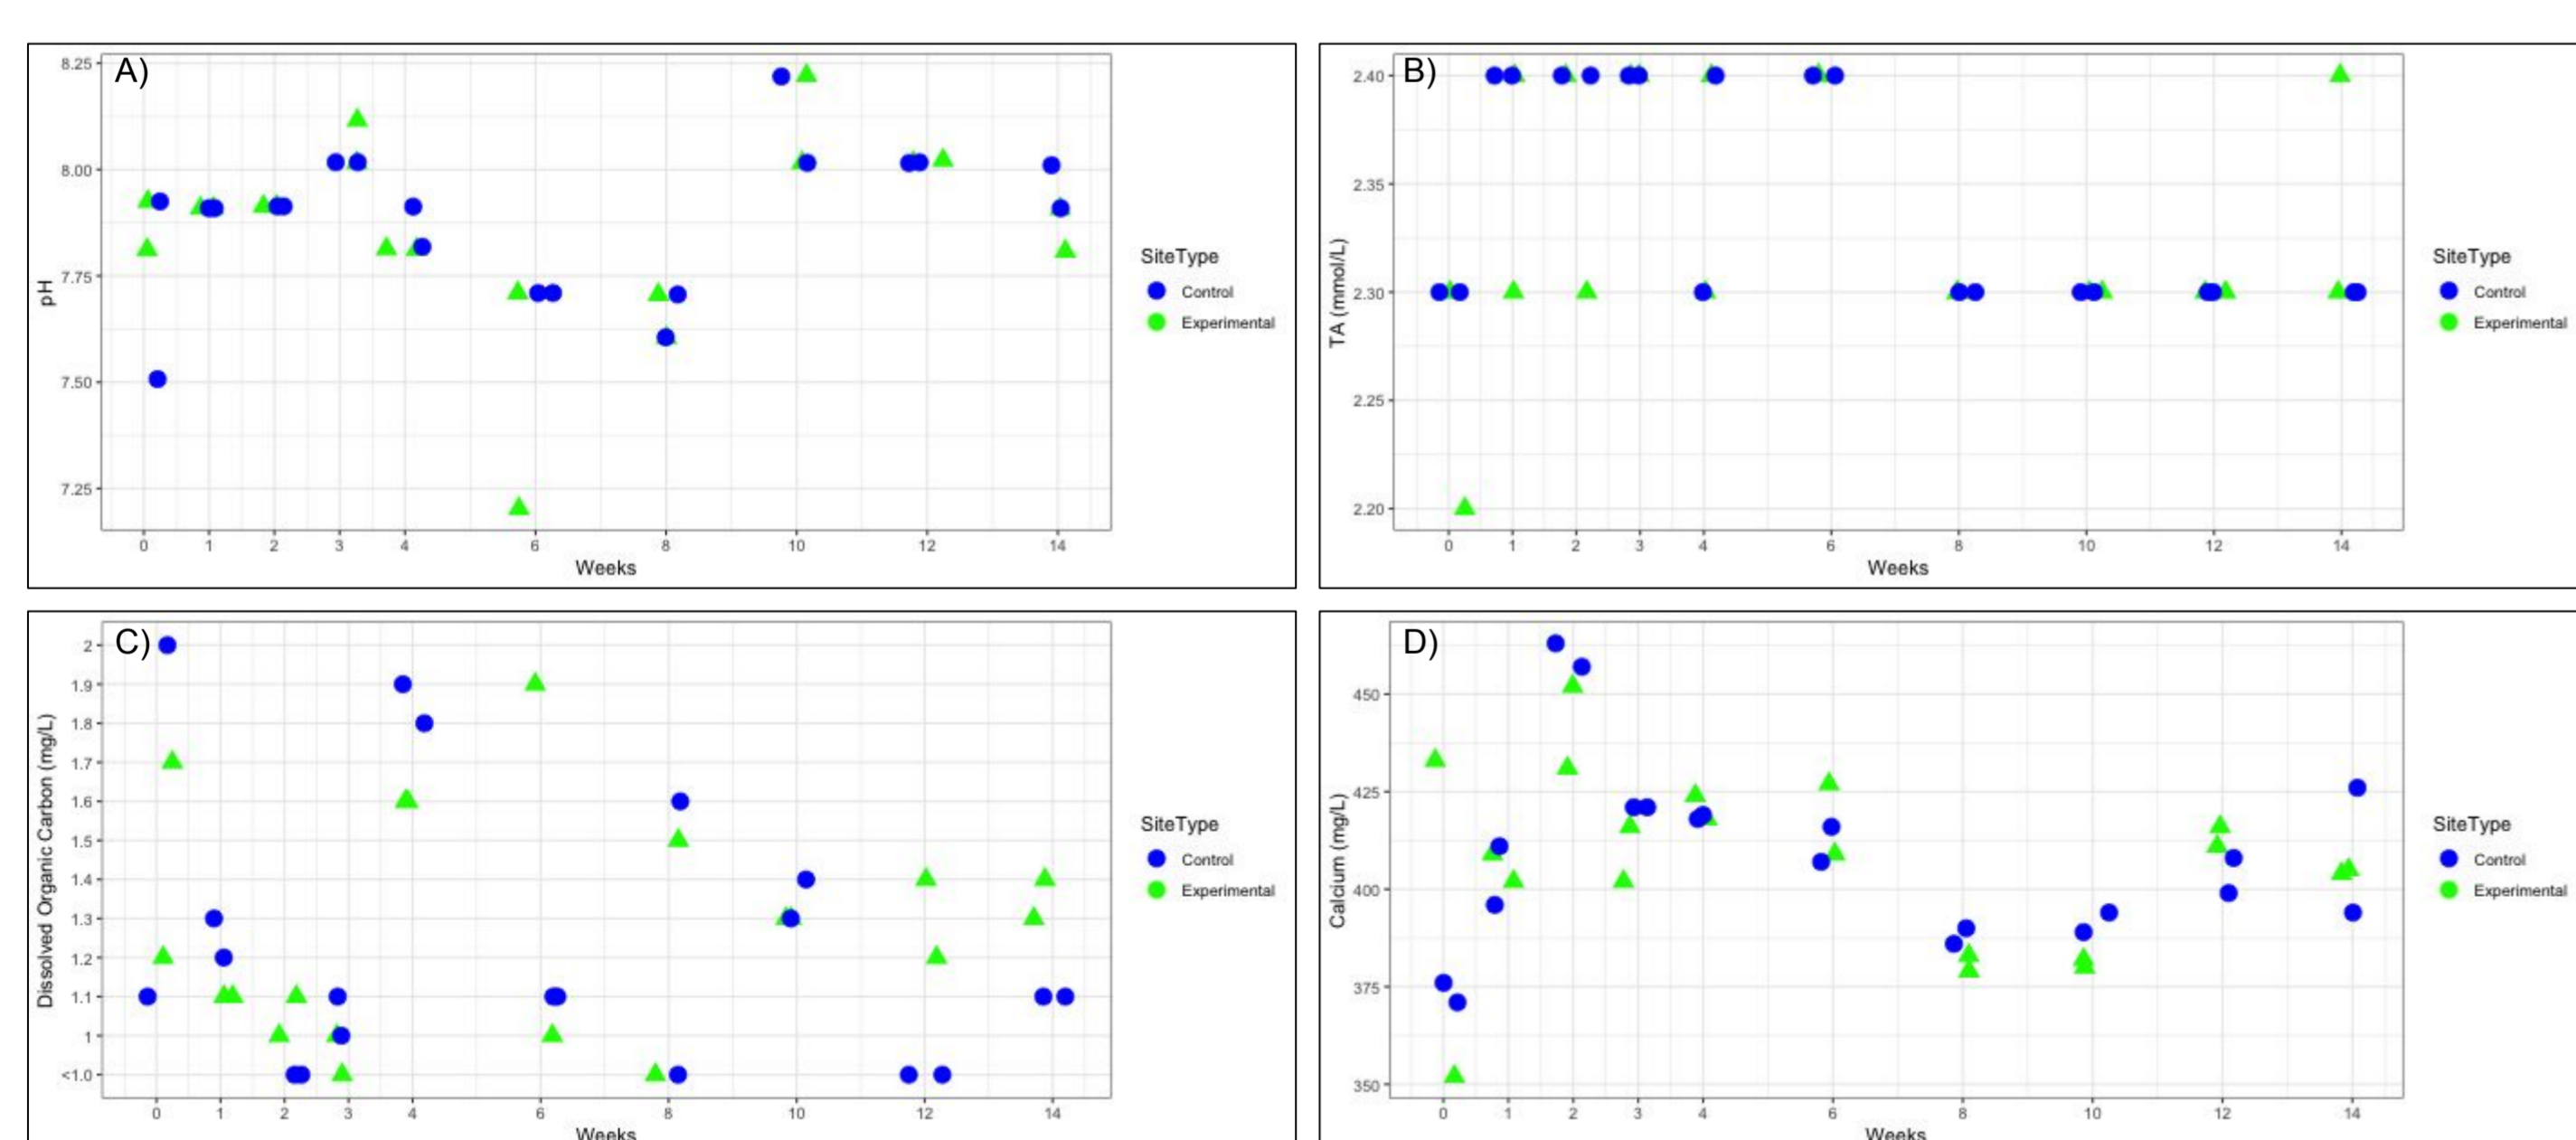 A)
8.25
8.00
7.75
7.50
7.25
pH
0 1 2 3 4 6 8 10 12 14
Weeks
SiteType
Control
Experimental
B)
2.40
2.35
2.30
2.25
2.20
TA (mmol/L)
0 1 2 3 4 6 8 10 12 14
Weeks
SiteType
Control
Experimental
C)
2
1.9
1.8
1.7
1.6
1.5
1.4
1.3
1.2
1.1
1
<1.0
Dissolved Organic Carbon (mg/L)
0 1 2 3 4 6 8 10 12 14
Weeks
SiteType
Control
Experimental
D)
450
425
400
375
350
Calcium (mg/L)
0 1 2 3 4 6 8 10 12 14
Weeks
SiteType
Control
Experimental